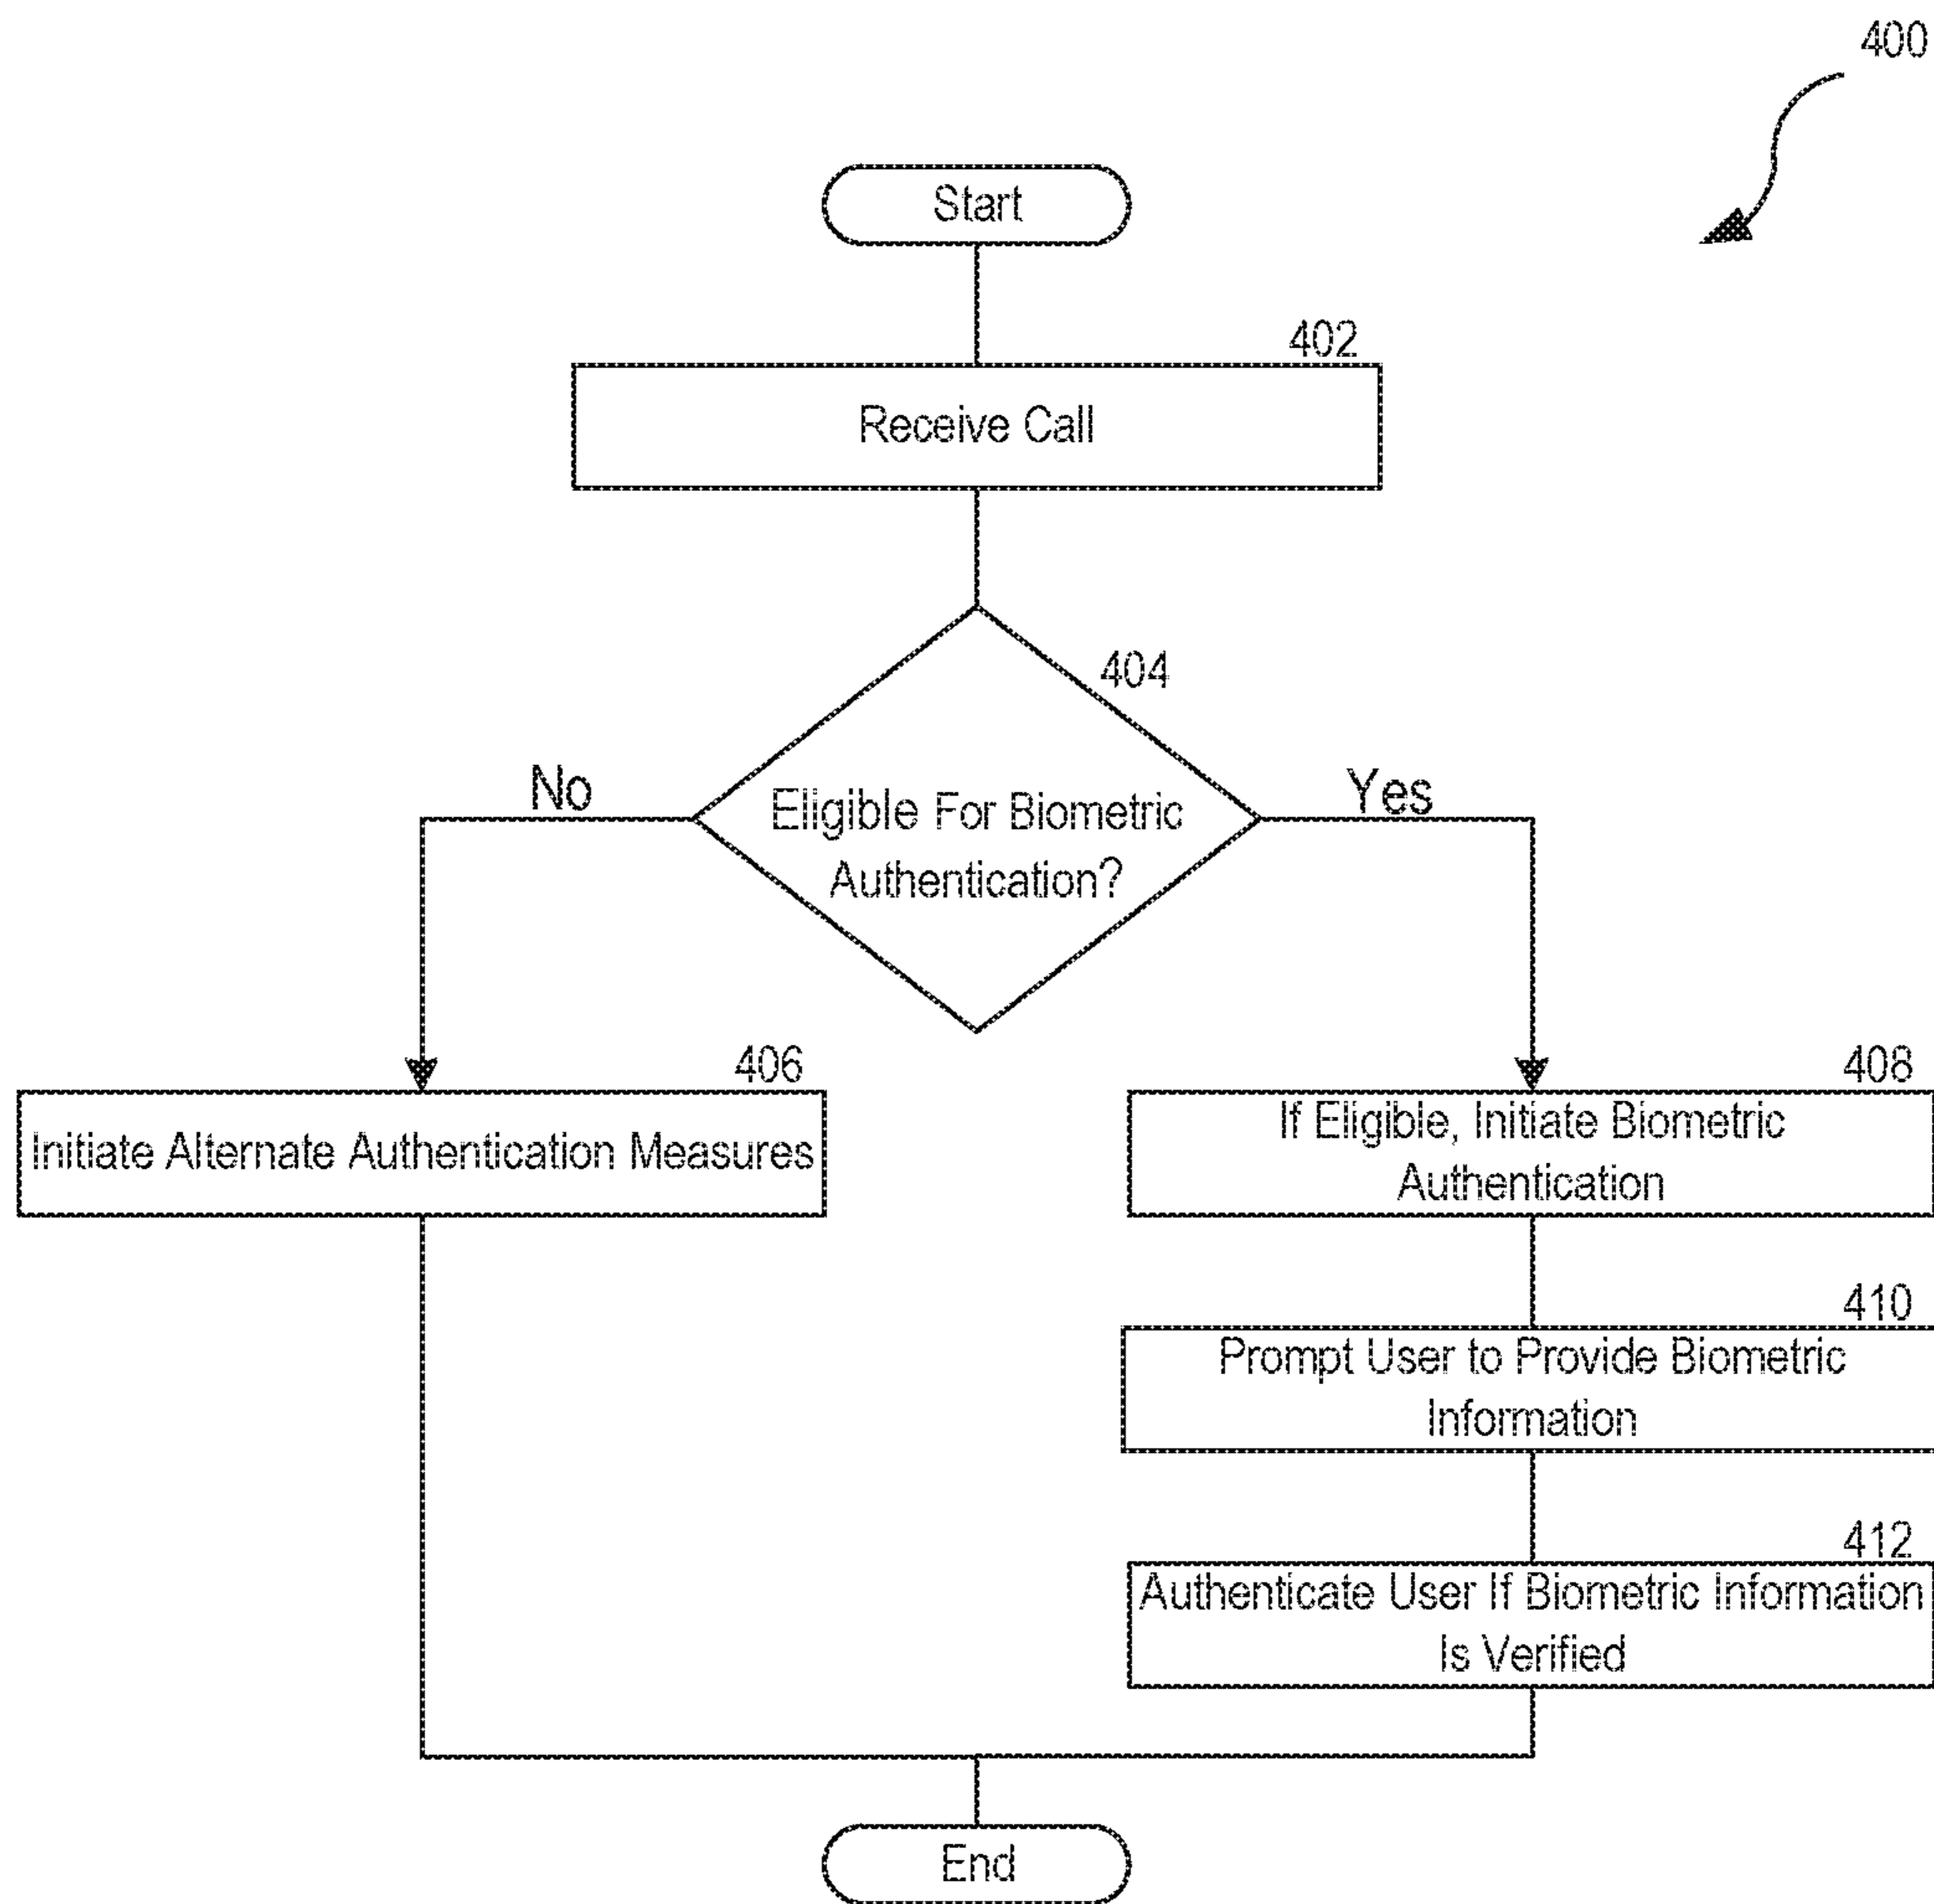 400
Start
402
Receive Call
404
No
Yes
Eligible For Biometric
Authentication?
406
Initiate Alternate Authentication Measures
408
If Eligible, Initiate Biometric
Authentication
410
Prompt User to Provide Biometric
Information
412
Authenticate User If Biometric Information
Is Verified
End